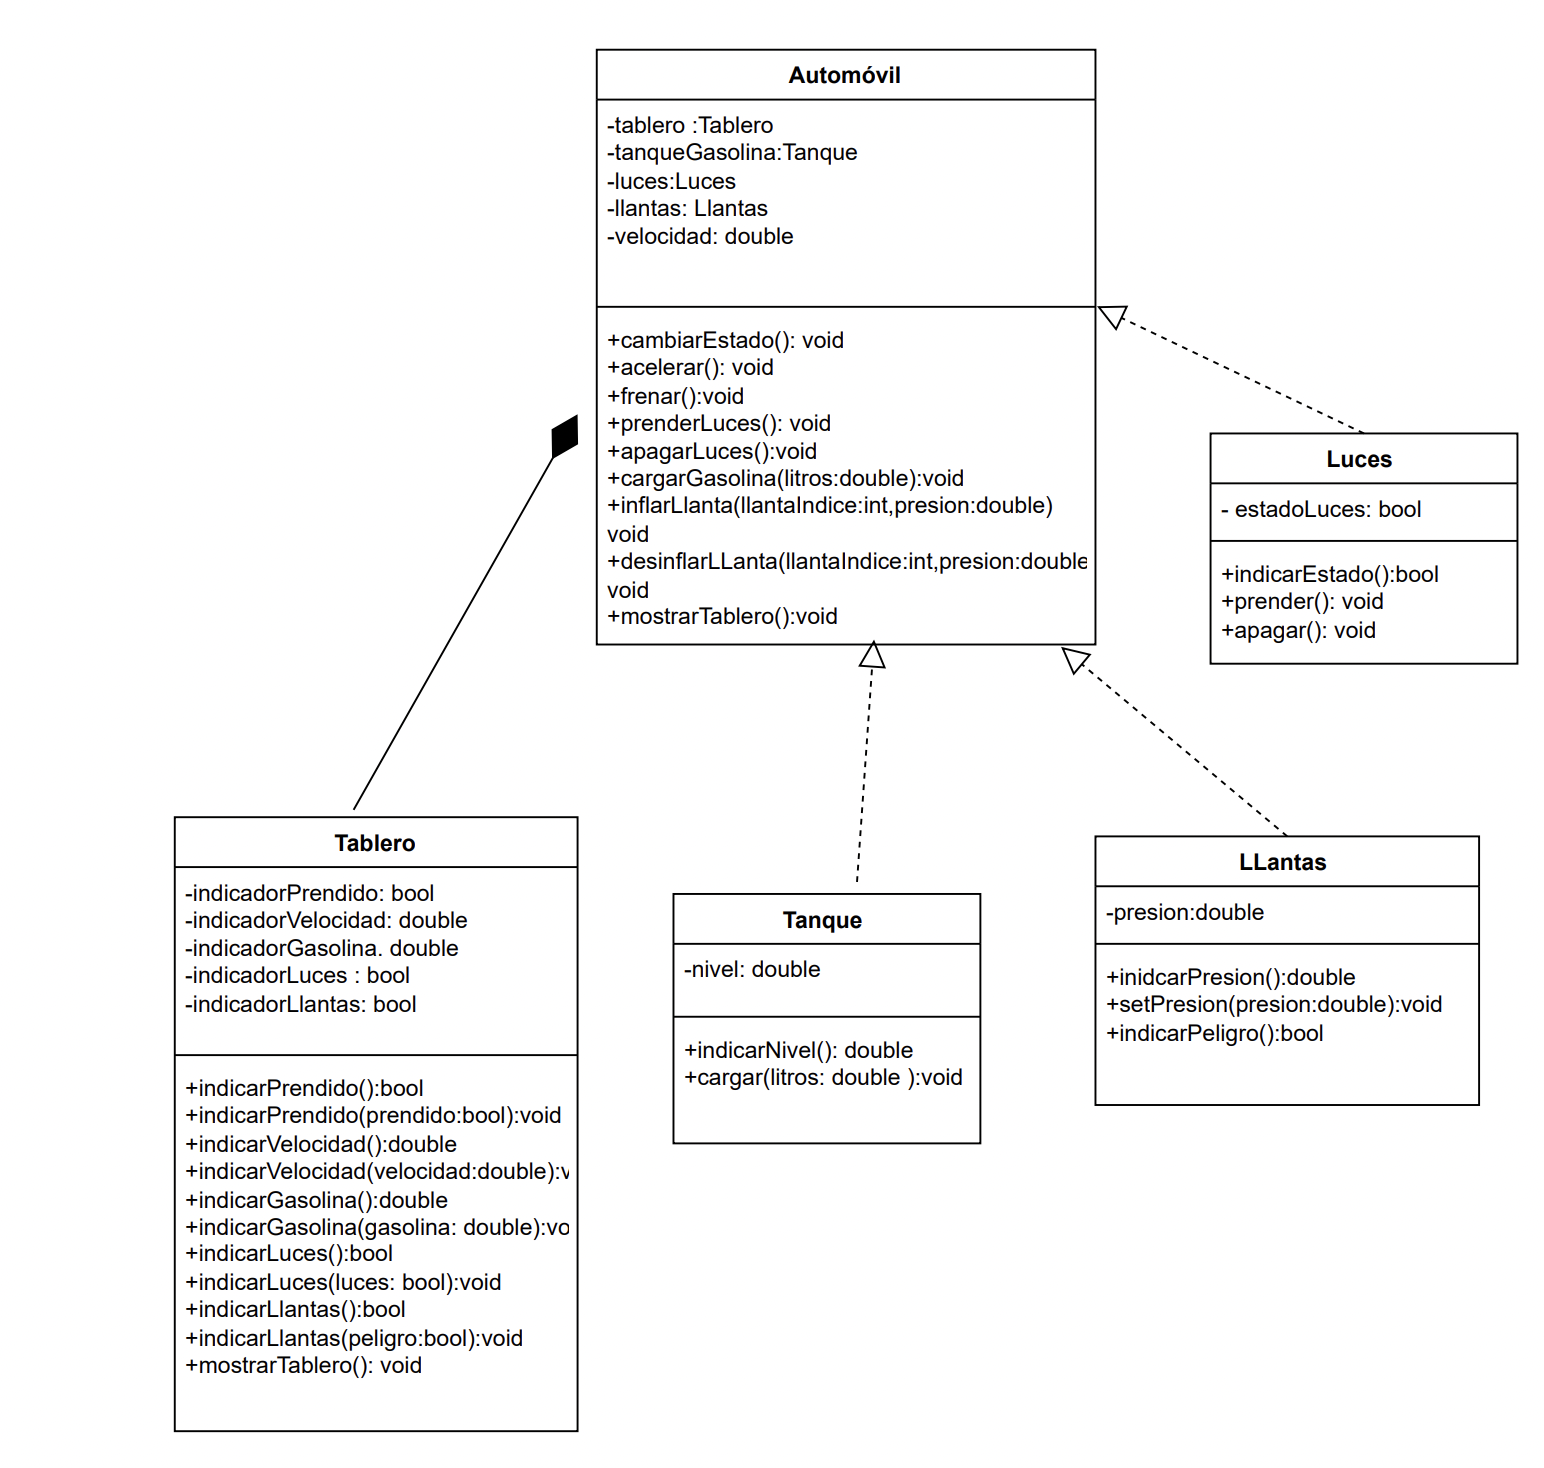 Automóvil
-tablero :Tablero
-tanqueGasolina:Tanque
-luces:Luces
-llantas: Llantas
-velocidad: double
+cambiarEstado(): void
+acelerar(): void
+frenar():void
+prenderLuces(): void
+apagarLuces():void
+cargarGasolina(litros:double):void
+inflarLlanta(llantaIndice:int,presion:double)
void
+desinflarLLanta(llantaIndice:int,presion:double
void
+mostrarTablero():void
Luces
- estadoLuces: bool
+indicarEstado():bool
+prender(): void
+apagar(): void
Tablero
-indicadorPrendido: bool
-indicadorVelocidad: double
-indicadorGasolina. double
-indicadorLuces : bool
-indicadorLlantas: bool
+indicarPrendido():bool
+indicarPrendido(prendido:bool):void
+indicarVelocidad():double
+indicarVelocidad(velocidad:double):v
+indicarGasolina():double
+indicarGasolina(gasolina: double):vo
+indicarLuces():bool
+indicarLuces(luces: bool):void
+indicarLlantas():bool
+indicarLlantas(peligro:bool):void
+mostrarTablero(): void
Tanque
-nivel: double
+indicarNivel(): double
+cargar(litros: double ):void
LLantas
-presion:double
+inidcarPresion():double
+setPresion(presion:double):void
+indicarPeligro():bool